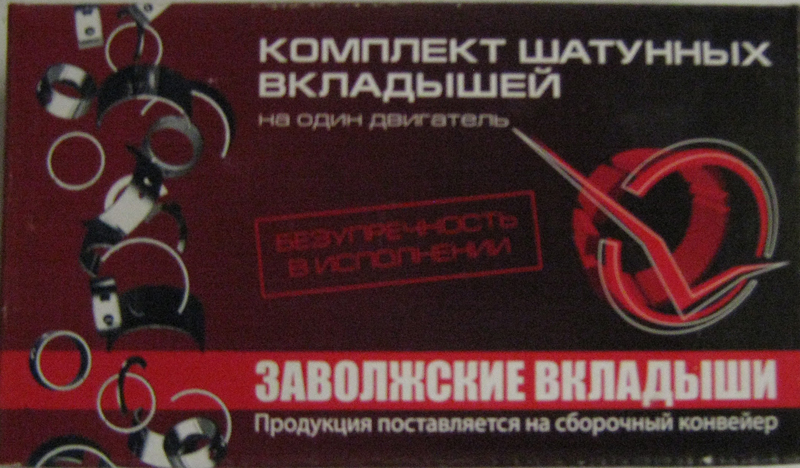 КОМПЛЕКТ ШАТУННЫХ
ВКЛАДЫШЕЙ
на один двигатель
БЕЗУПРЕЧНОСТЬ
В ИСПОЛНЕНИИ
ЗАВОЛЖСКИЕ ВКЛАДЫШИ
Продукция поставляется на сборочный конвейер